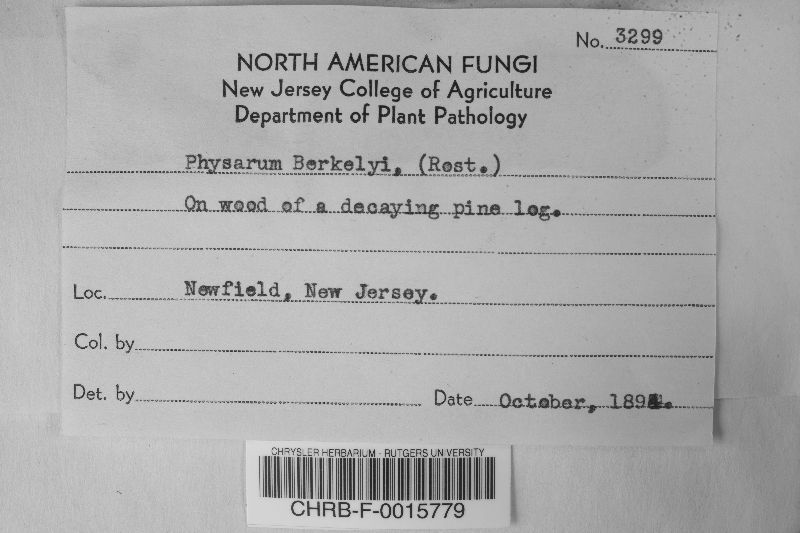 No. 3299
NORTH AMERICAN FUNGI
New Jersey College of Agriculture
Department of Plant Pathology
Physarum Berkelyi, (Rost.)
On wood of a decaying pine log.
Loc. Newfield, New Jersey.
Col. by
Det. by
Date October, 1894.
CHRYSLER HERBARIUM - RUTGERS UNIVERSITY
CHRB-F-0015779